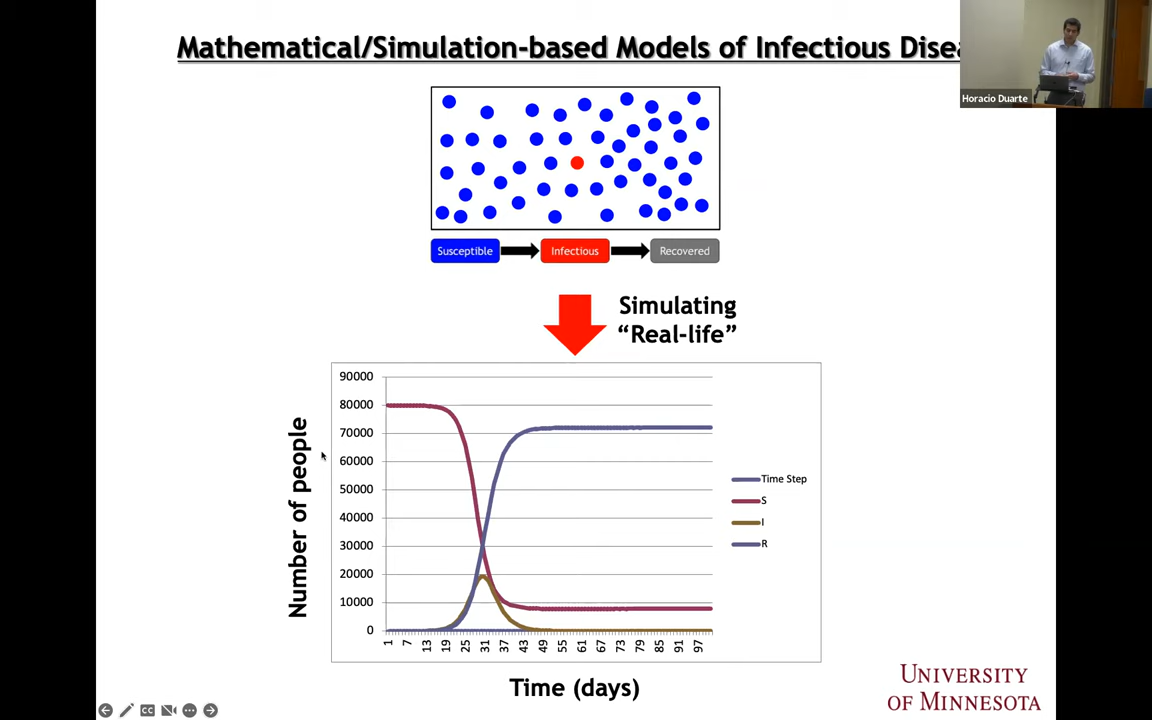 Mathematical/Simulation-based Models of Infectious Disea
Horacio Duarte
Susceptible
Infectious
Recovered
Simulating
“Real-life”
Number of people
90000
80000
70000
60000
50000
40000
30000
20000
10000
0
1 7 13 19 25 31 37 43 49 55 61 67 73 79 85 91 97
Time Step
S
I
R
Time (days)
UNIVERSITY
OF MINNESOTA
CC